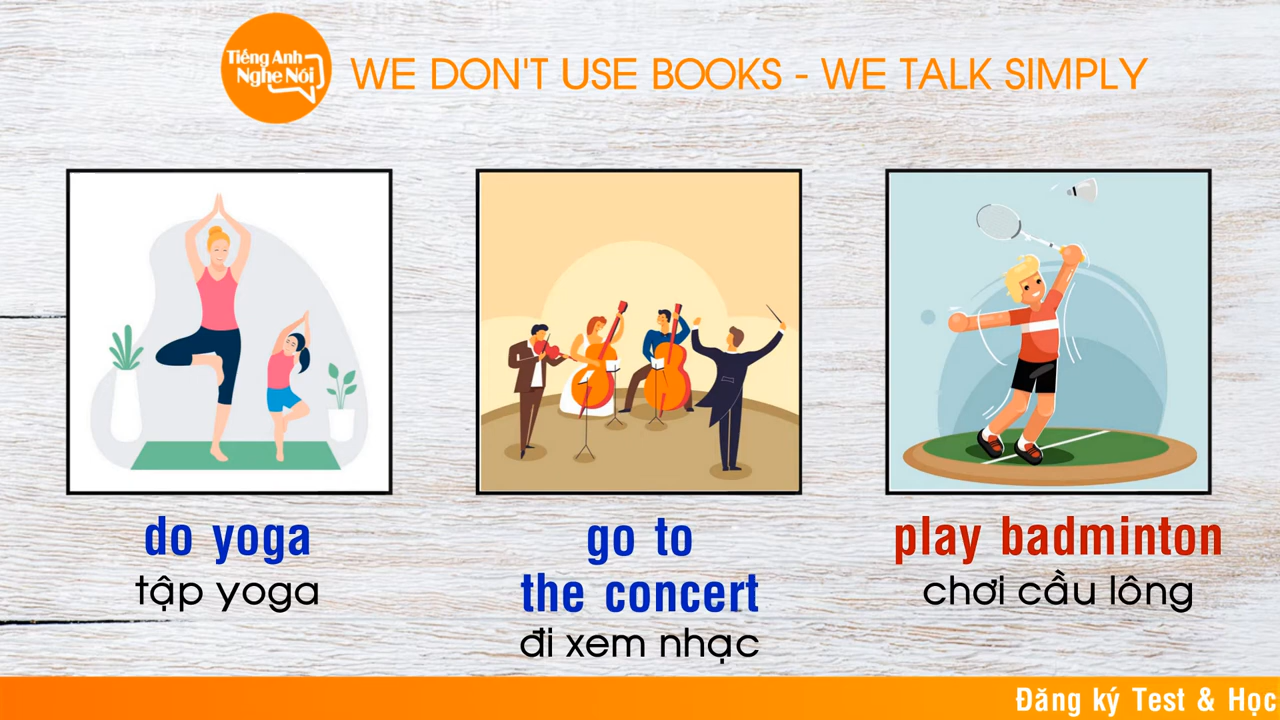 Tiếng Anh
Nghe Nói
WE DON'T USE BOOKS - WE TALK SIMPLY
do yoga
tập yoga
go to
the concert
đi xem nhạc
play badminton
chơi cầu lông
Đăng ký Test & Học